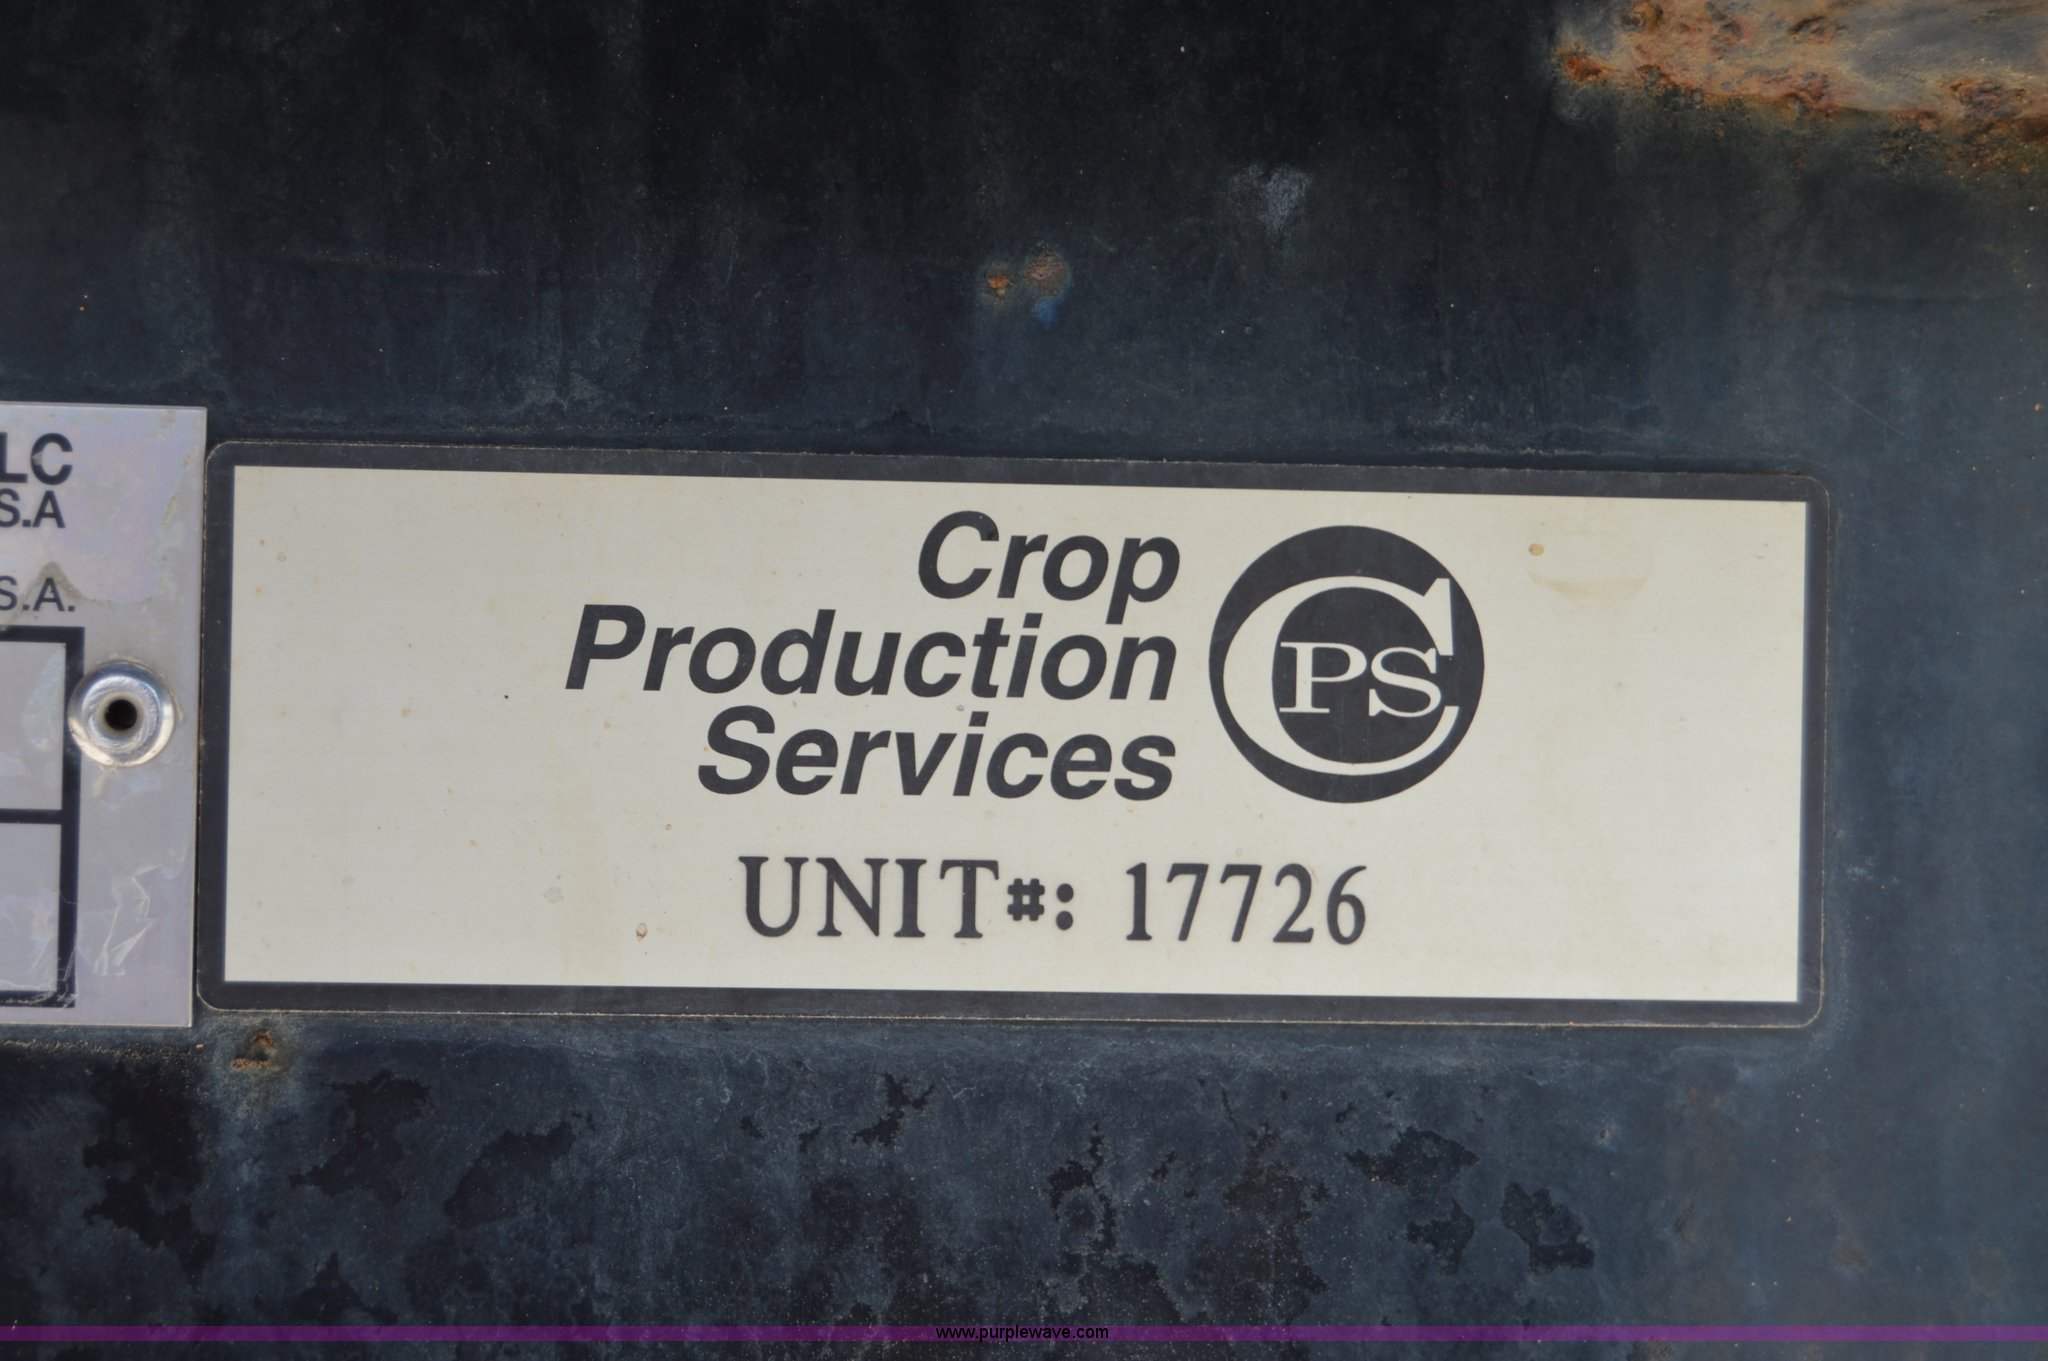 LC
S.A
S.A.
Crop
Production
Services
CPS
UNIT#: 17726
www.purplewave.com